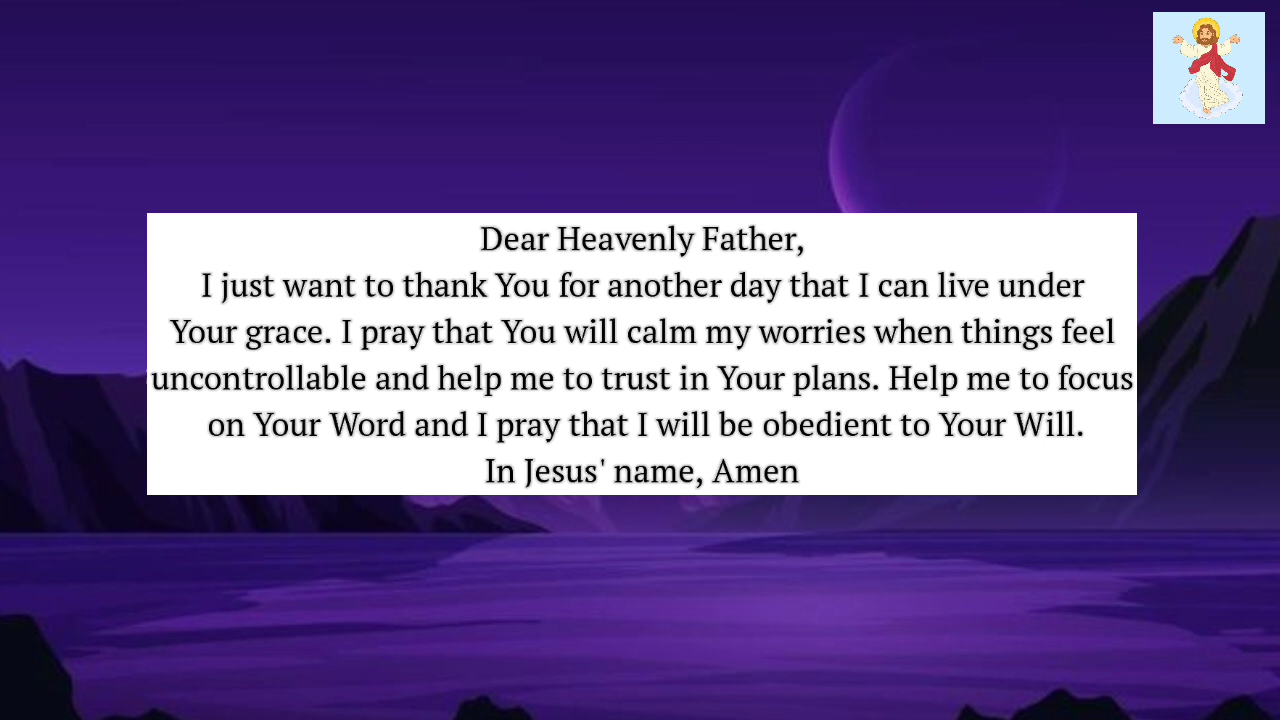 Dear Heavenly Father,
I just want to thank You for another day that I can live under
Your grace. I pray that You will calm my worries when things feel
uncontrollable and help me to trust in Your plans. Help me to focus
on Your Word and I pray that I will be obedient to Your Will.
In Jesus' name, Amen